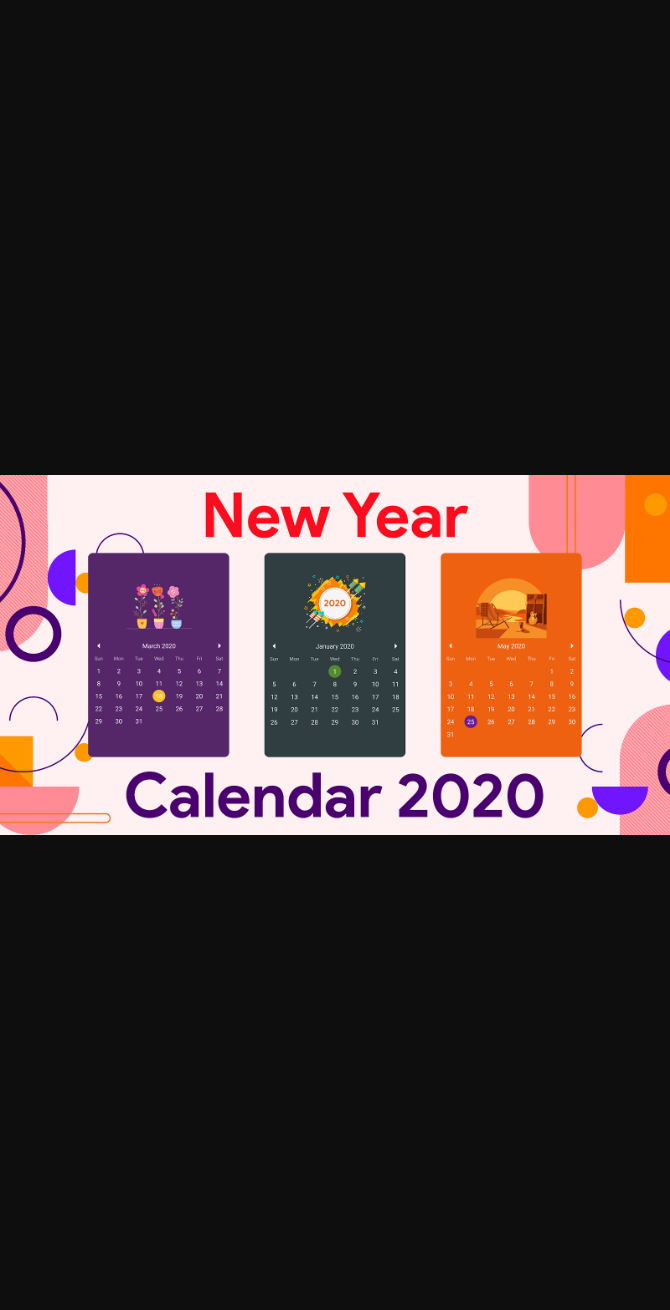 New Year
2020
March 2020
Sun Mon Tue Wed Thu Fri Sat
1 2 3 4 5 6 7
8 9 10 11 12 13 14
15 16 17 18 19 20 21
22 23 24 25 26 27 28
29 30 31
January 2020
Sun Mon Tue Wed Thu Fri Sat
1 2 3 4
5 6 7 8 9 10 11
12 13 14 15 16 17 18
19 20 21 22 23 24 25
26 27 28 29 30 31
May 2020
Sun Mon Tue Wed Thu Fri Sat
1 2
3 4 5 6 7 8 9
10 11 12 13 14 15 16
17 18 19 20 21 22 23
24 25 26 27 28 29 30
31
Calendar 2020